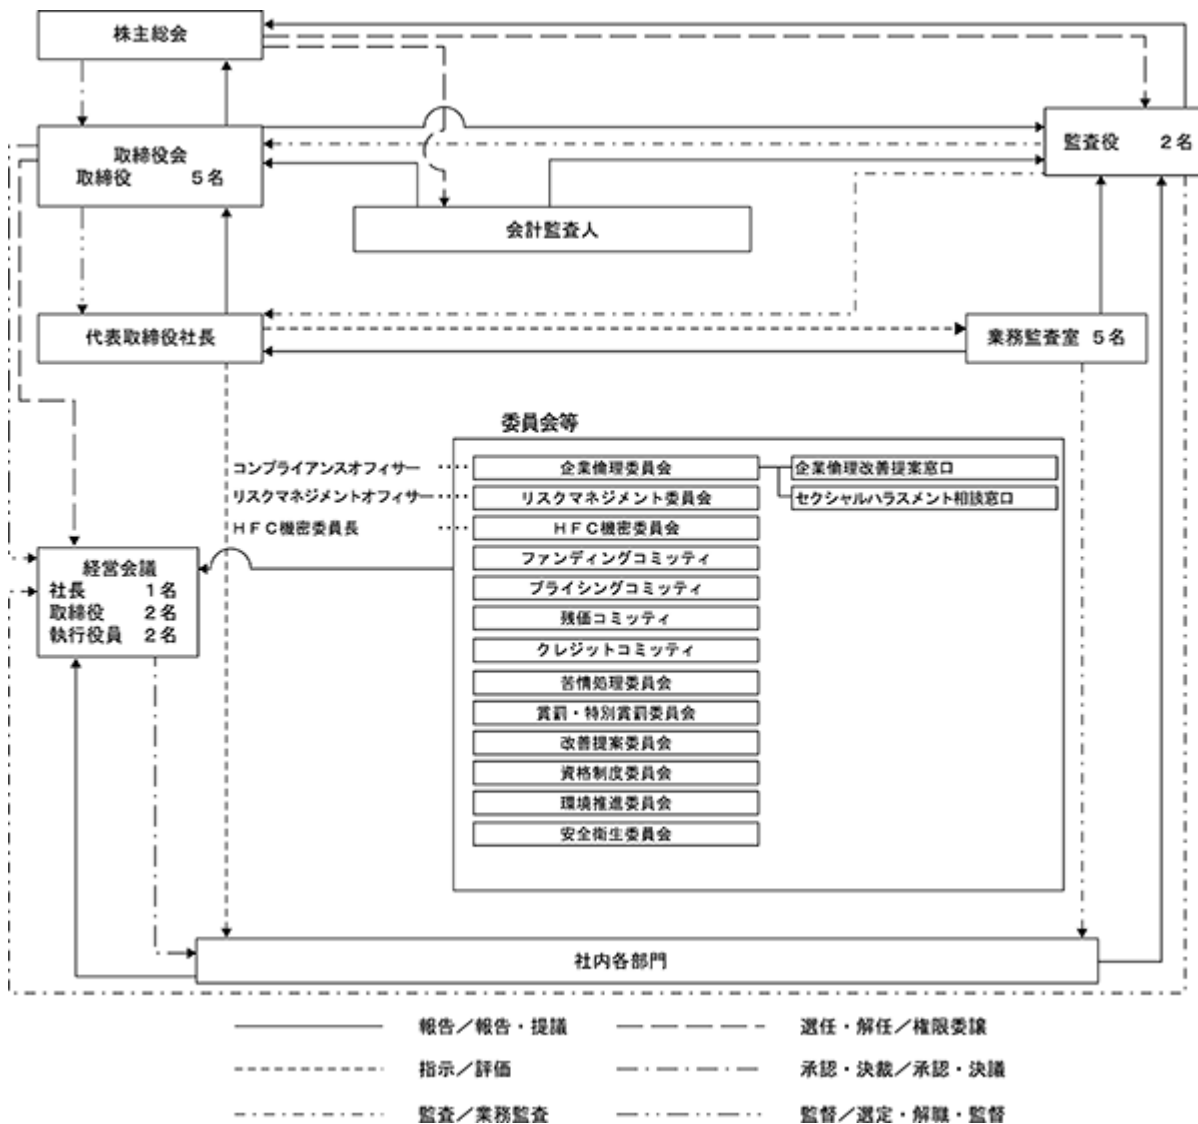 株主総会
取締役会
取締役 5名
監査役 2名
会計監査人
代表取締役社長
業務監査室 5名
委員会等
コンプライアンスオフィサー
企業倫理委員会
企業倫理改善提案窓口
リスクマネジメントオフィサー
リスクマネジメント委員会
セクシャルハラスメント相談窓口
HFC機密委員長
HFC機密委員会
ファンディングコミッティ
プライシングコミッティ
残価コミッティ
クレジットコミッティ
苦情処理委員会
賞罰・特別賞罰委員会
改善提案委員会
資格制度委員会
環境推進委員会
安全衛生委員会
経営会議
社長 1名
取締役 2名
執行役員 2名
社内各部門
報告/報告・提議
選任・解任/権限委譲
指示/評価
承認・決裁/承認・決議
監査/業務監査
監督/選定・解職・監督